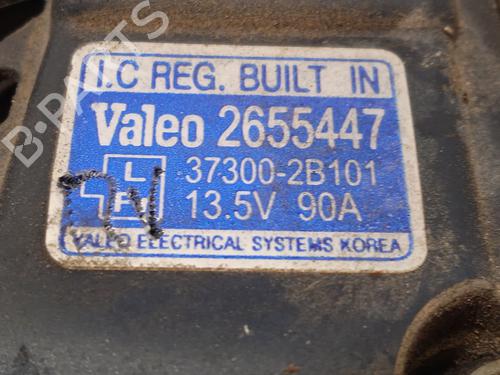 I.C REG. BUILT IN
Valeo 2655447
L 37300-2B101
13.5V 90A
VALEO ELECTRICAL SYSTEMS KOREA
B-PARTS